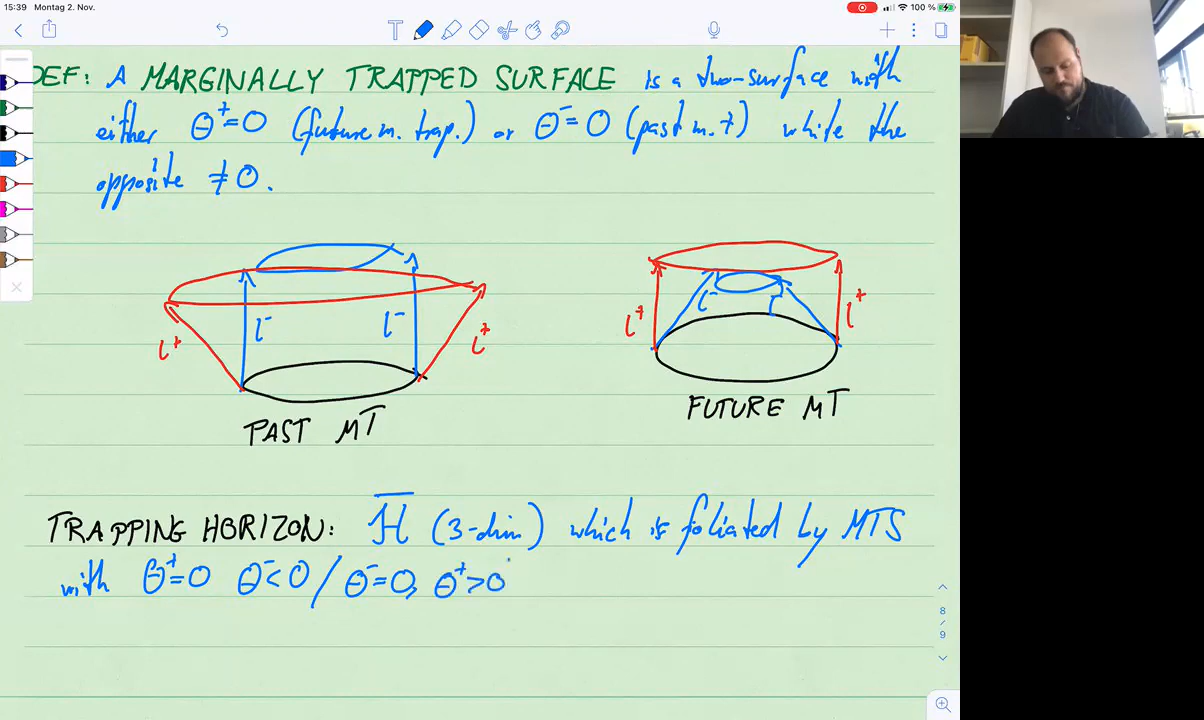 15:39 Montag 2. Nov.
100 %
DEF: A MARGINALLY TRAPPED SURFACE is a two-surface with
either Θ⁺=0 (future m. trap.) or Θ⁻=0 (past m. t) while the
opposite ≠0.
l⁺ l⁻ l⁻ l⁺
l⁺ l⁻ l⁻ l⁺
PAST MT
FUTURE MT
TRAPPING HORIZON: H̅ (3-dim) which is foliated by MTS
with Θ⁺=0 Θ⁻<0 / Θ⁻=0, Θ⁺>0
8
/
9